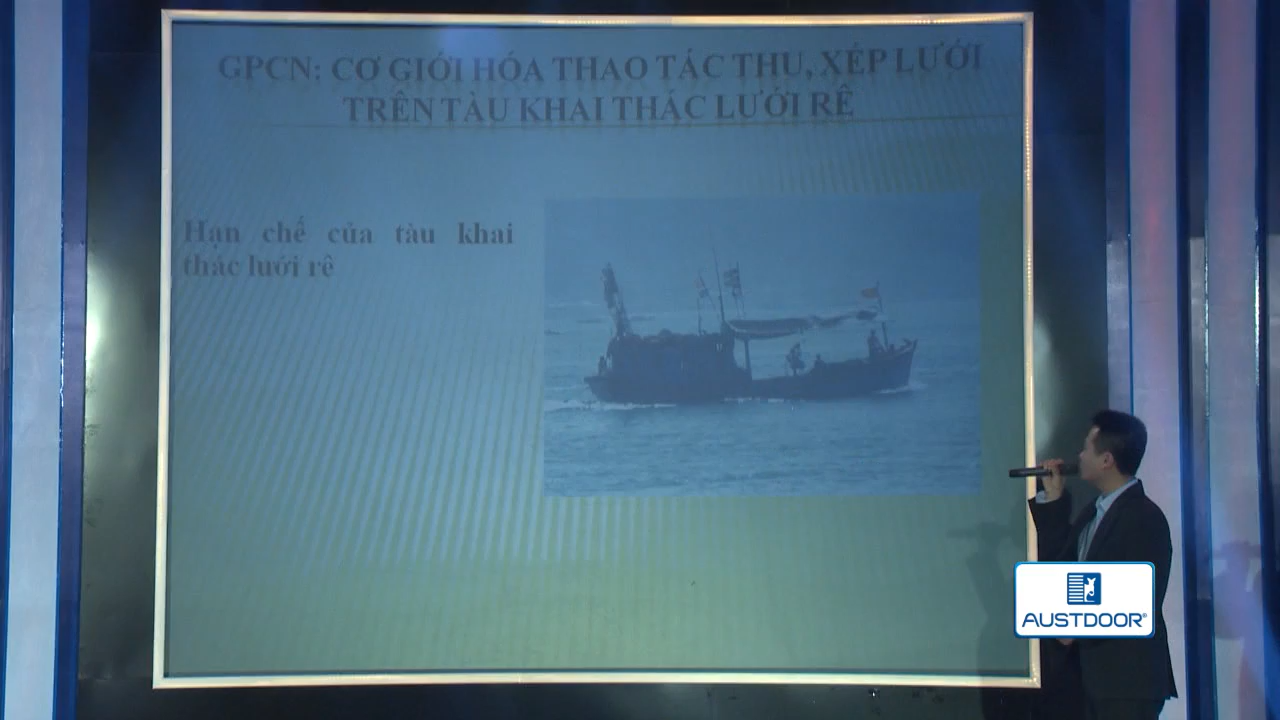 GPCN: CƠ GIỚI HÓA THAO TÁC THU, XẾP LƯỚI
TRÊN TÀU KHAI THÁC LƯỚI RÊ
Hạn chế của tàu khai
thác lưới rê
AUSTDOOR®